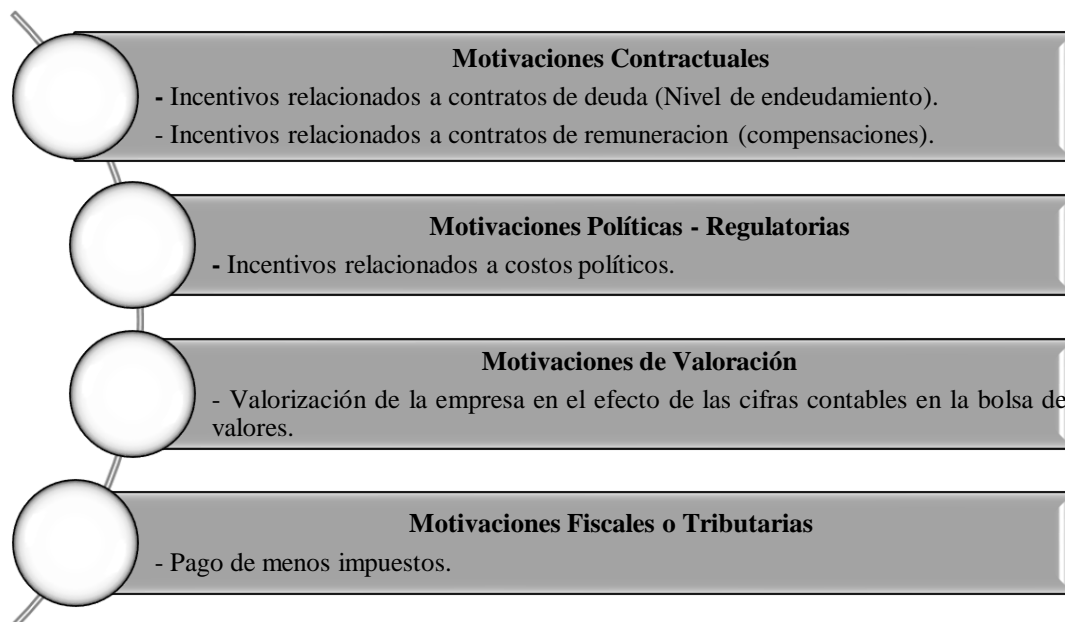 Motivaciones Contractuales
- Incentivos relacionados a contratos de deuda (Nivel de endeudamiento).
- Incentivos relacionados a contratos de remuneracion (compensaciones).
Motivaciones Políticas - Regulatorias
- Incentivos relacionados a costos políticos.
Motivaciones de Valoración
- Valorización de la empresa en el efecto de las cifras contables en la bolsa de
valores.
Motivaciones Fiscales o Tributarias
- Pago de menos impuestos.